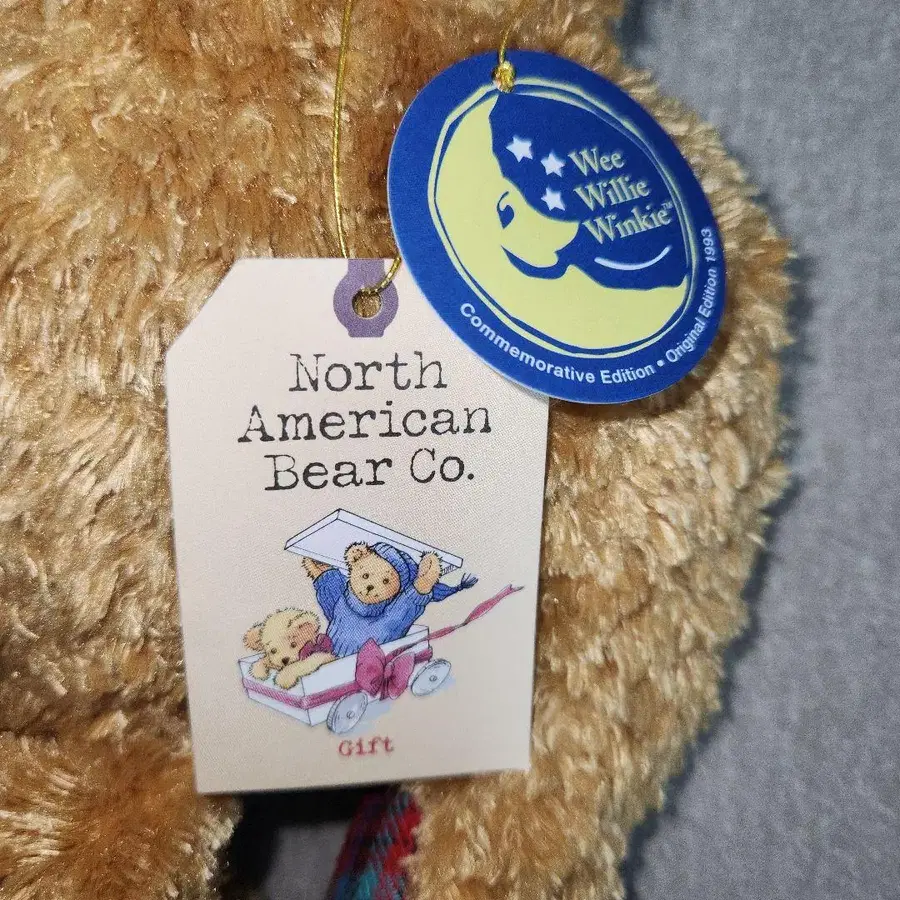 Wee
Willie
Winkie™
Commemorative Edition • Original Edition 1993
North
American
Bear Co.
Gift